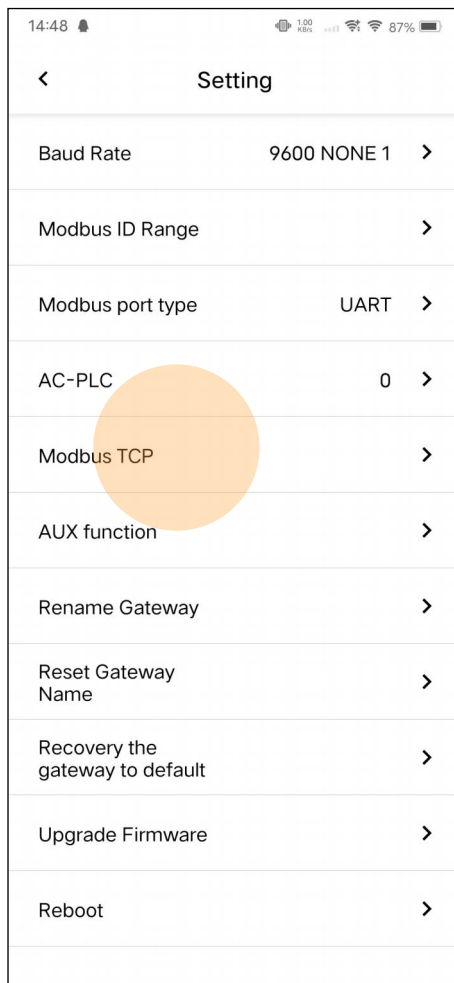 14:48 1.00 KB/s 87%
Setting
Baud Rate 9600 NONE 1
Modbus ID Range
Modbus port type UART
AC-PLC 0
Modbus TCP
AUX function
Rename Gateway
Reset Gateway
Name
Recovery the
gateway to default
Upgrade Firmware
Reboot